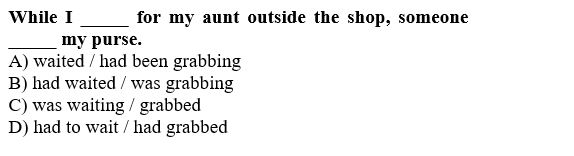 While I _____ for my aunt outside the shop, someone
_____ my purse.
A) waited / had been grabbing
B) had waited / was grabbing
C) was waiting / grabbed
D) had to wait / had grabbed